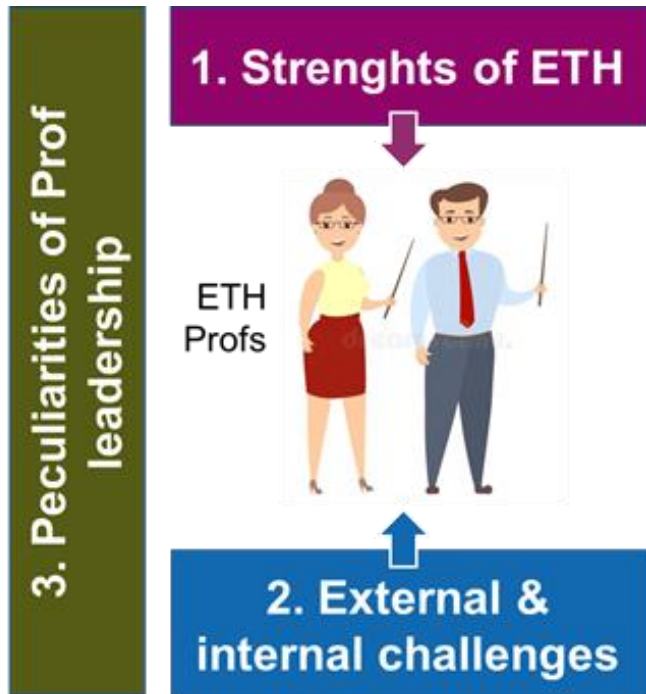 1. Strenghts of ETH
ETH
Profs
2. External &
internal challenges
3. Peculiarities of Prof
leadership